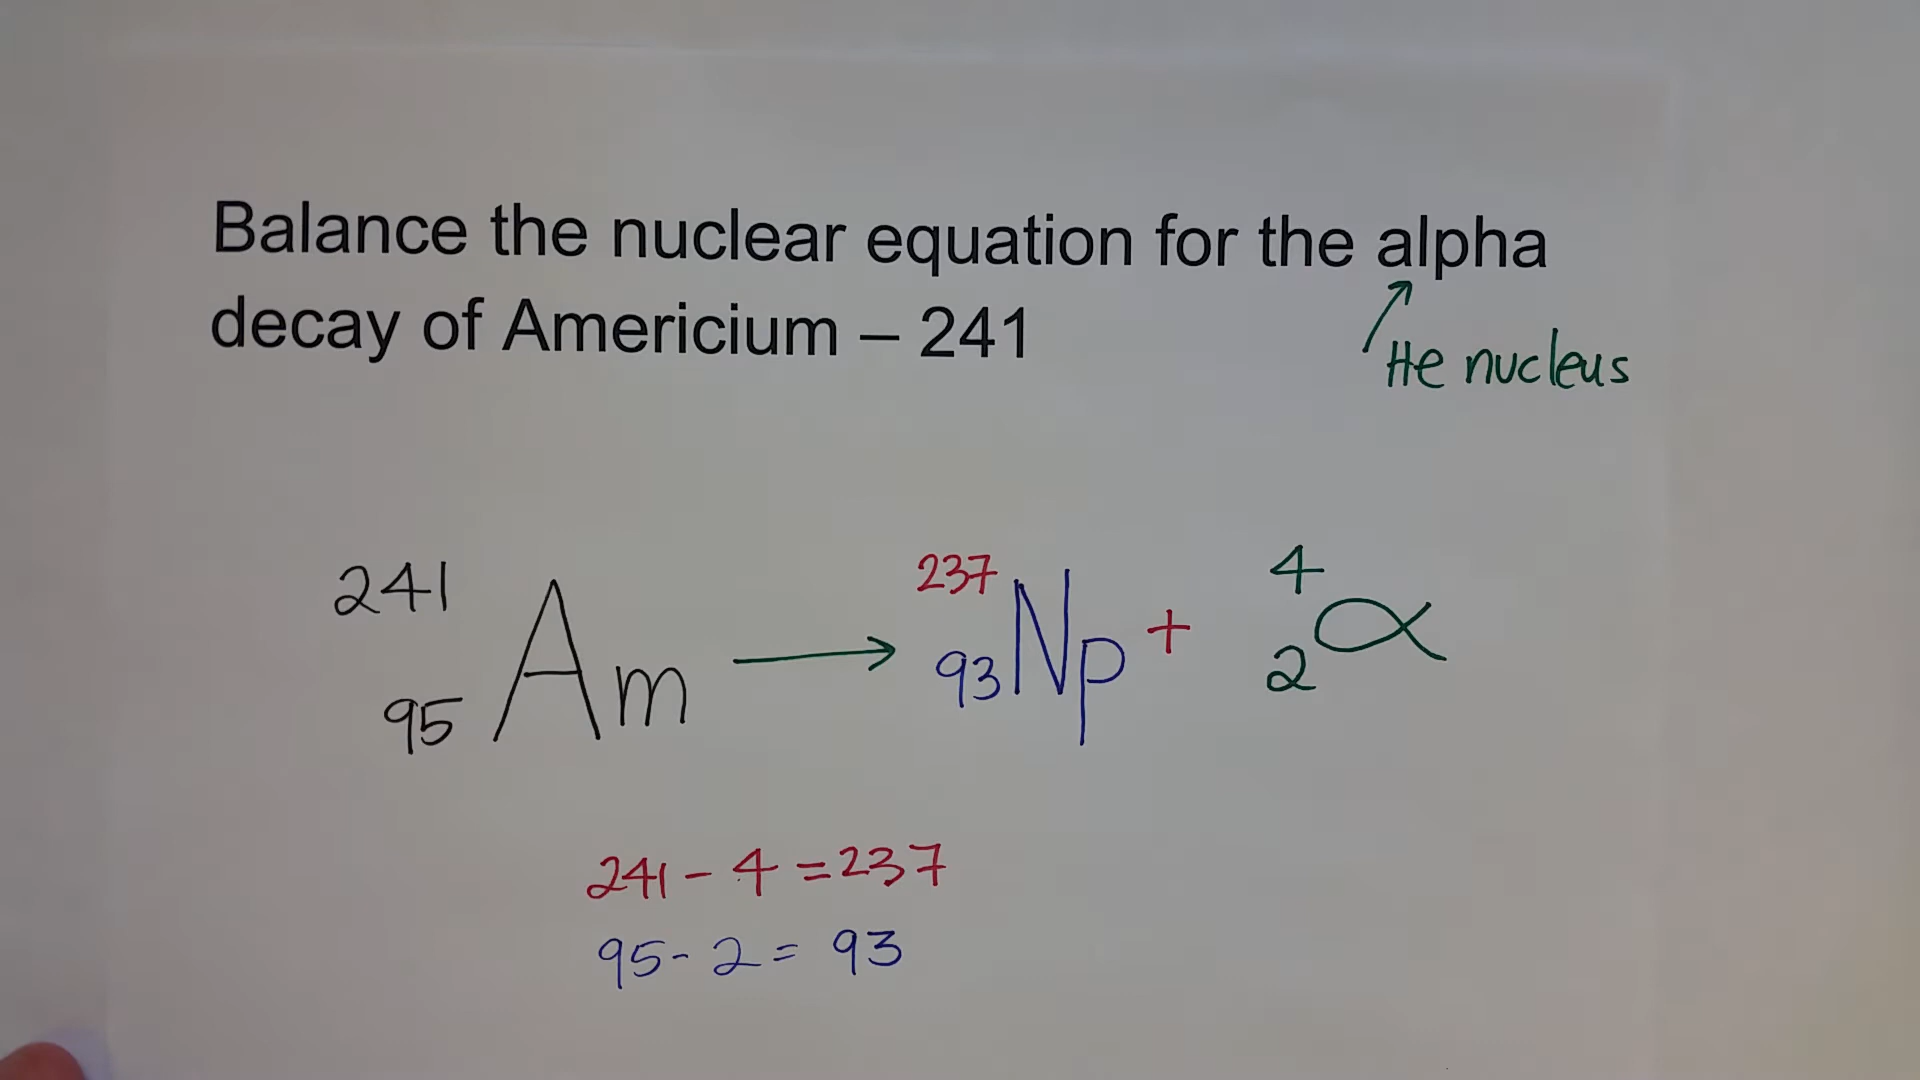 Balance the nuclear equation for the alpha
decay of Americium – 241
He nucleus
241 95 Am → 237 93 Np + 4 2 α
241 - 4 = 237
95 - 2 = 93